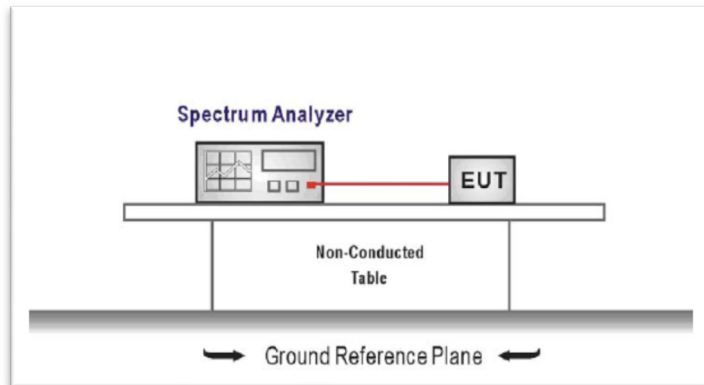 Spectrum Analyzer
EUT
Non-Conducted
Table
Ground Reference Plane